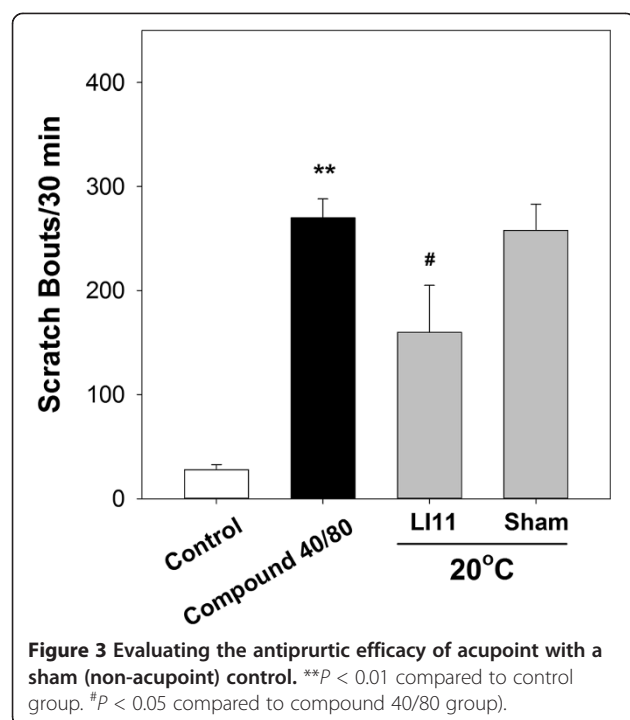 400
300
200
100
0
Scratch Bouts/30 min
**
#
Control
Compound 40/80
LI11
Sham
20°C
Figure 3 Evaluating the antiprurtic efficacy of acupoint with a
sham (non-acupoint) control. **P < 0.01 compared to control
group. #P < 0.05 compared to compound 40/80 group).